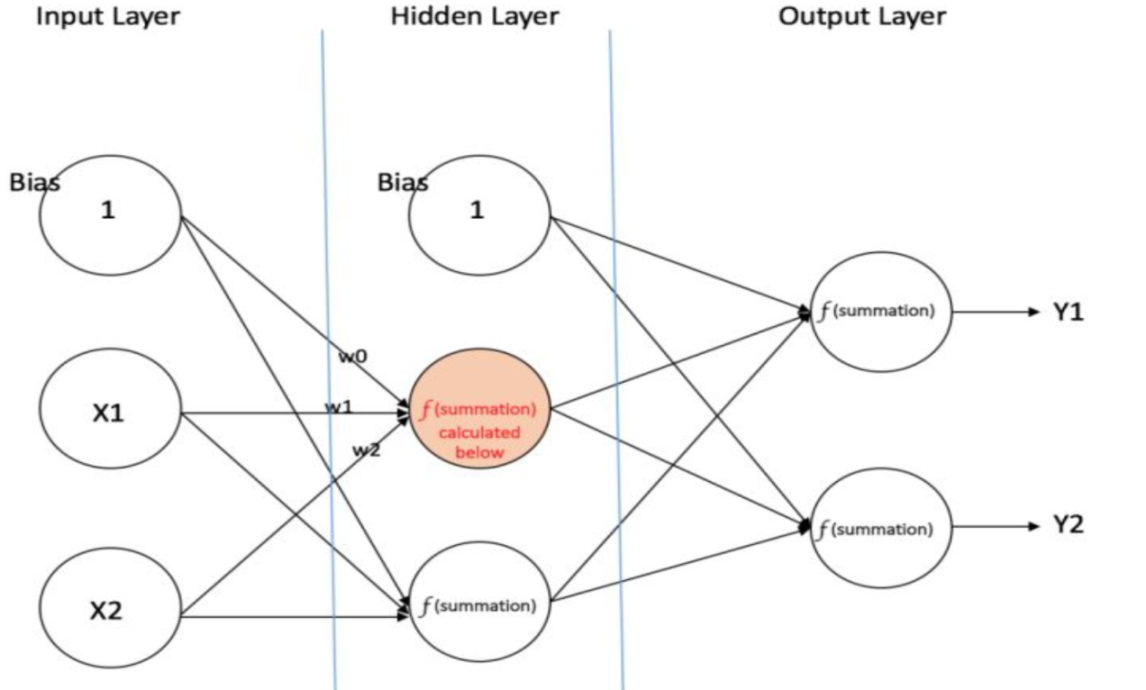 Input Layer
Hidden Layer
Output Layer
Bias
1
Bias
1
f(summation)
Y1
w0
X1
w1
f(summation)
calculated
below
w2
f(summation)
Y2
X2
f(summation)